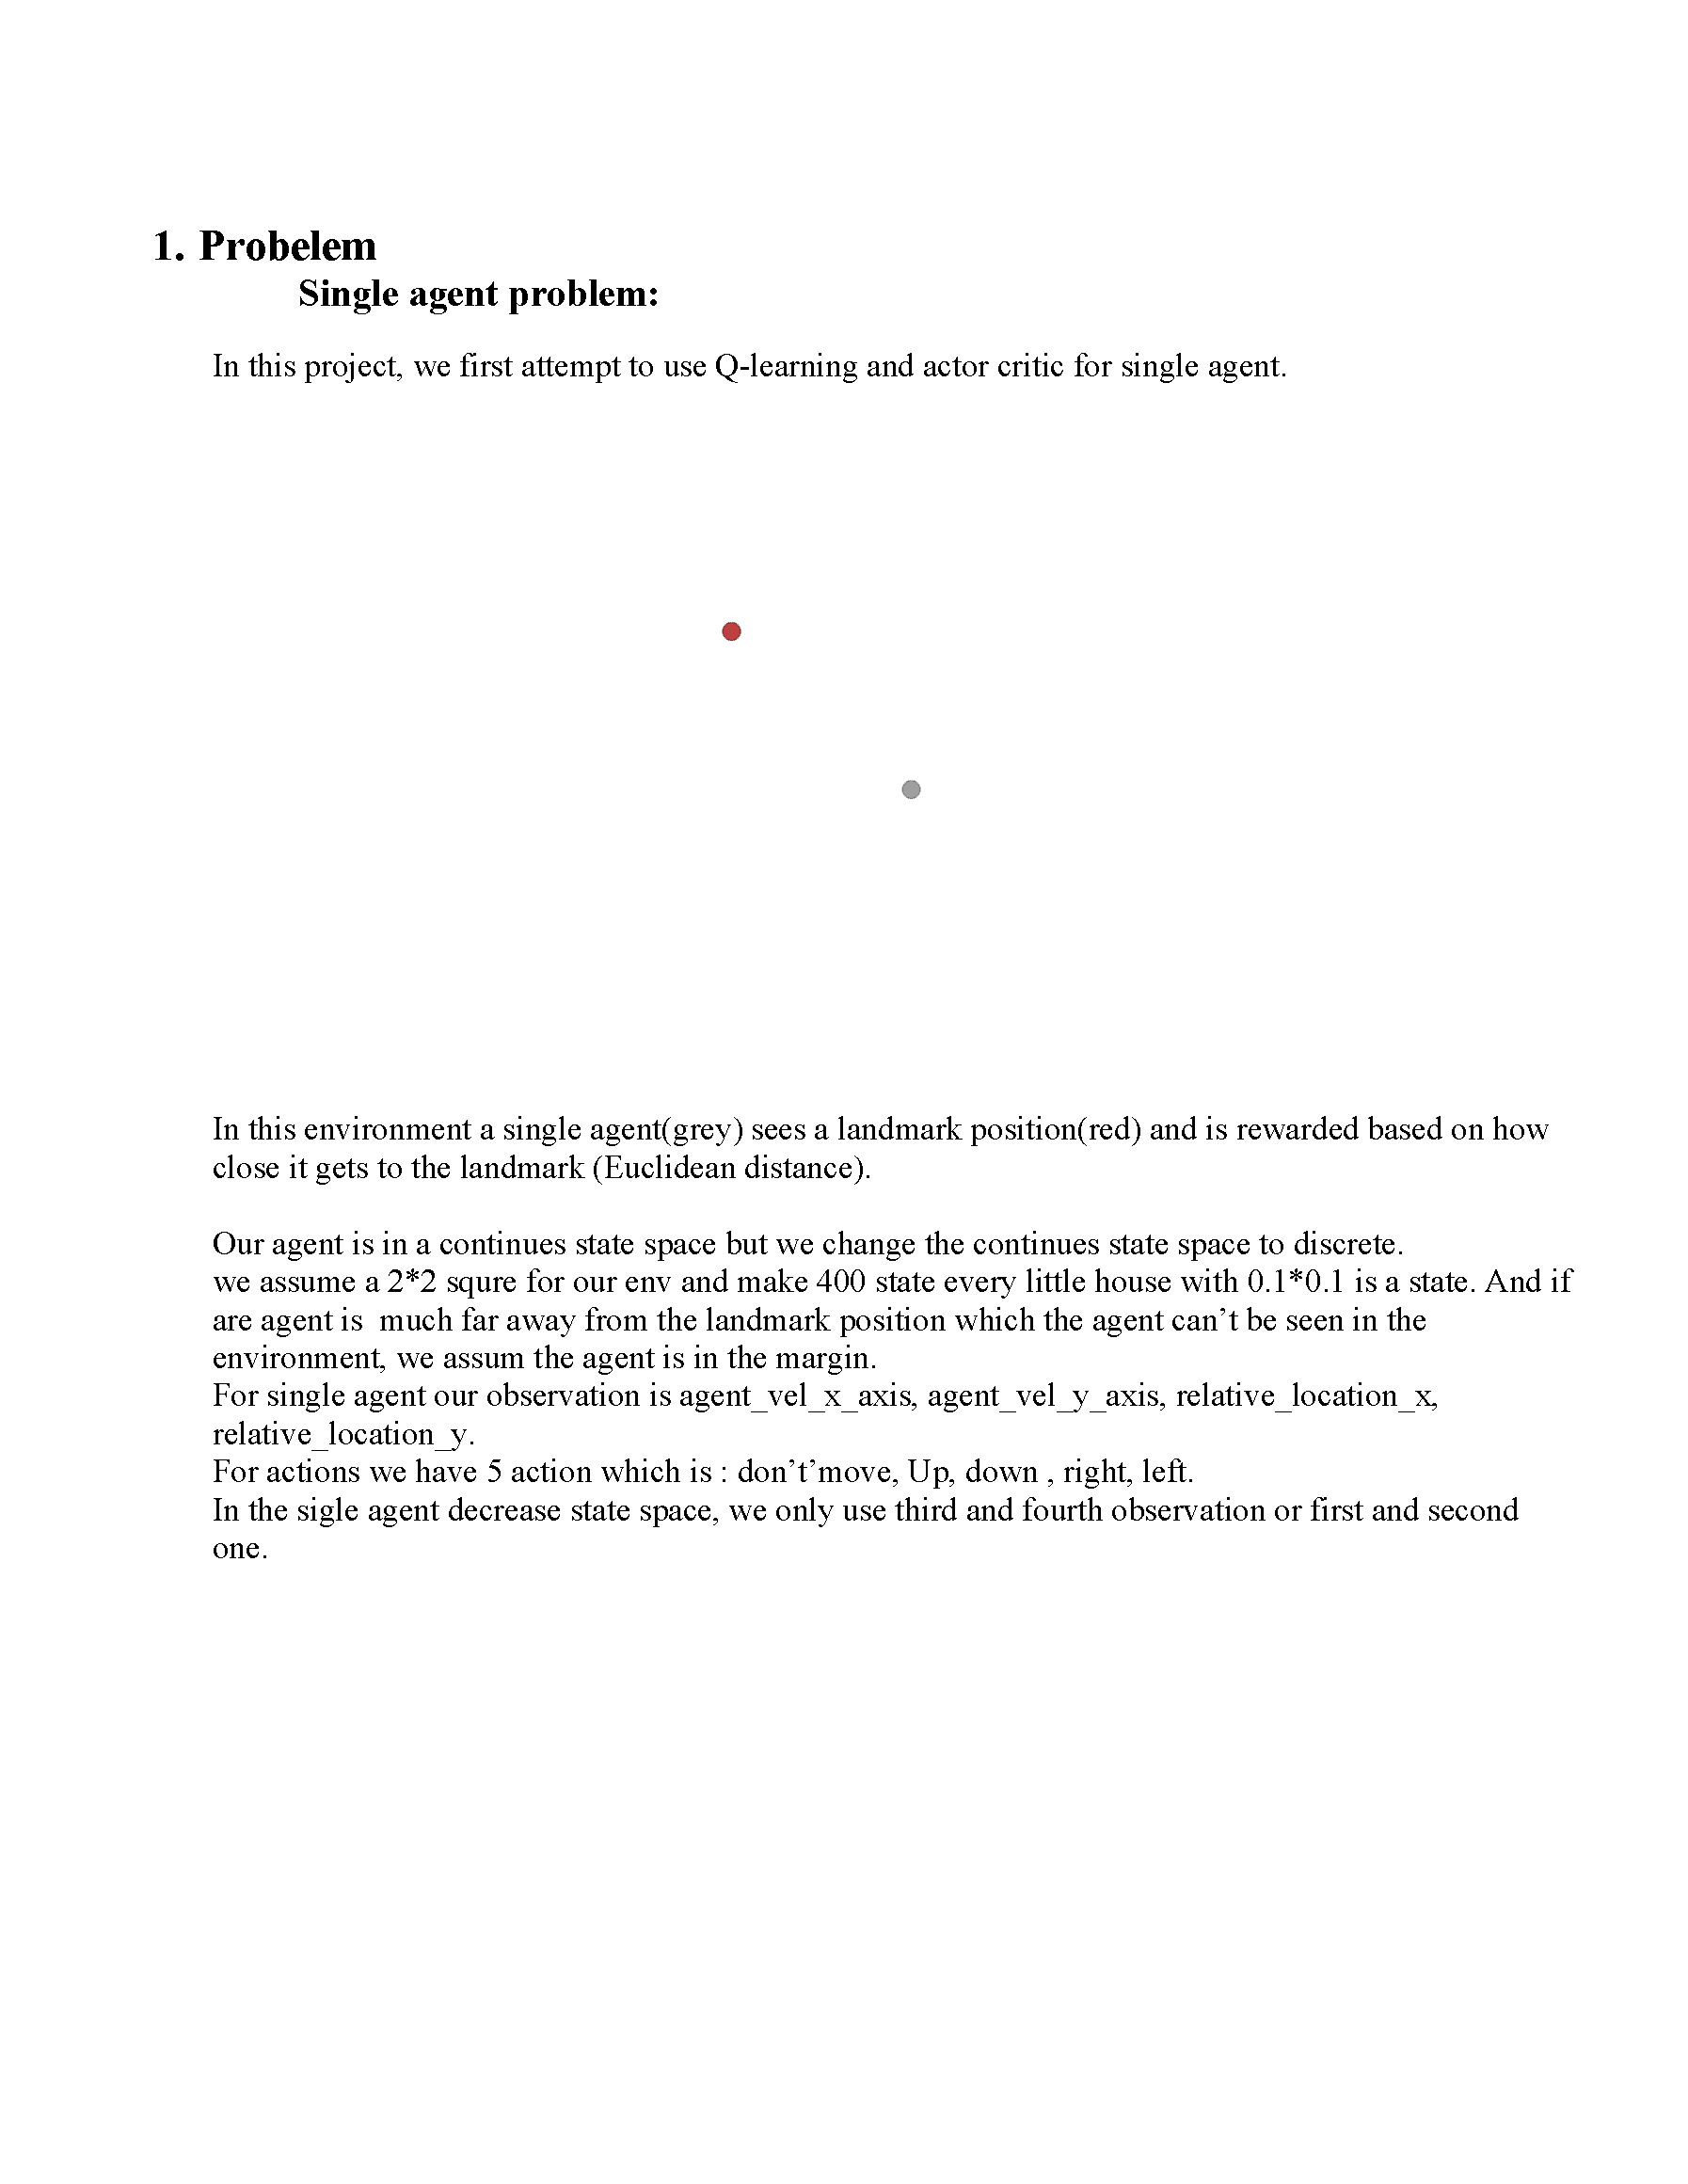 1. Probelem
Single agent problem:
In this project, we first attempt to use Q-learning and actor critic for single agent.
In this environment a single agent(grey) sees a landmark position(red) and is rewarded based on how
close it gets to the landmark (Euclidean distance).
Our agent is in a continues state space but we change the continues state space to discrete.
we assume a 2*2 squre for our env and make 400 state every little house with 0.1*0.1 is a state. And if
are agent is  much far away from the landmark position which the agent can’t be seen in the
environment, we assum the agent is in the margin.
For single agent our observation is agent_vel_x_axis, agent_vel_y_axis, relative_location_x,
relative_location_y.
For actions we have 5 action which is : don’t’move, Up, down , right, left.
In the sigle agent decrease state space, we only use third and fourth observation or first and second
one.